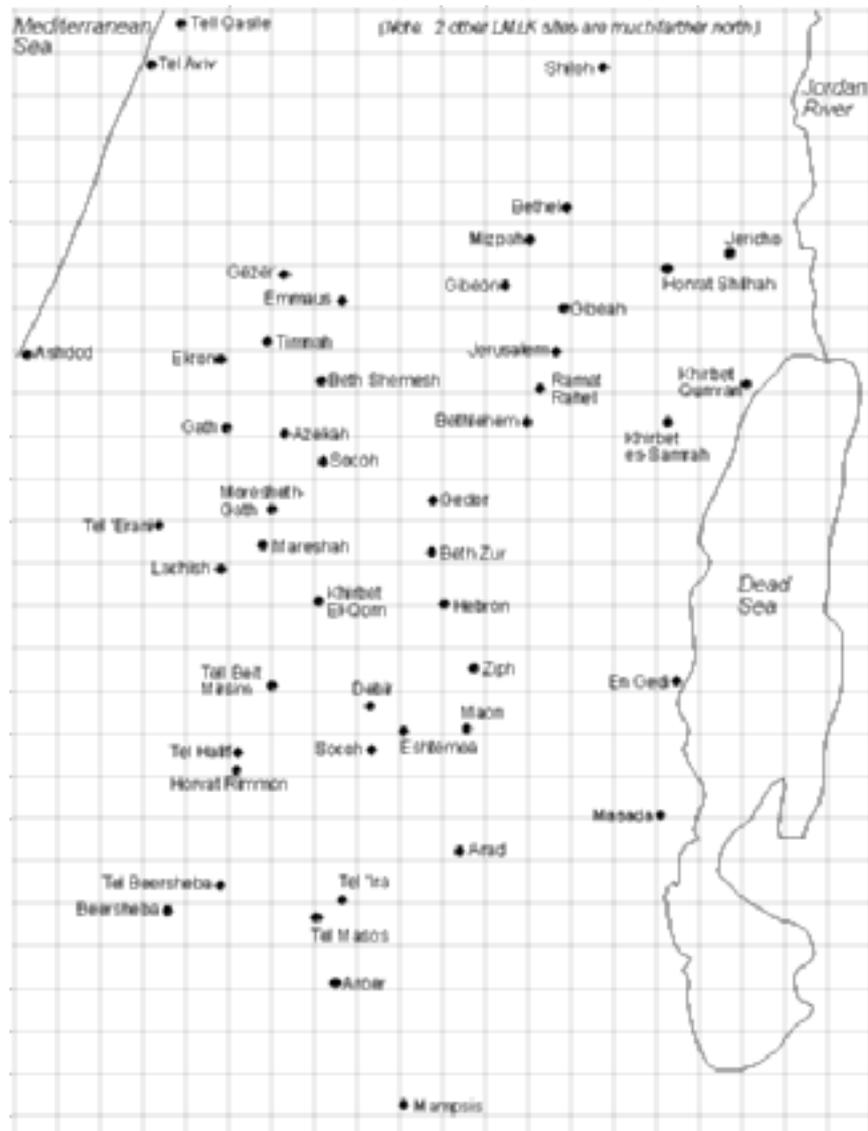 Mediterranean
Sea
Tell Qasile
(Note: 2 other LMLK sites are much farther north)
Tel Aviv
Shiloh
Jordan
River
Bethel
Mizpah
Jericho
Gezer
Gibeon
Horvat Shilhah
Emmaus
Gibeah
Timnah
Ashdod
Ekron
Jerusalem
Beth Shemesh
Ramat
Rahel
Khirbet
Qumran
Gath
Azekah
Bethlehem
Khirbet
es-Samrah
Socoh
Moresheth-
Gath
Gedor
Tel 'Erani
Mareshah
Beth Zur
Lachish
Khirbet
El-Qom
Hebron
Dead
Sea
Tell Beit
Mirsim
Ziph
En Gedi
Debir
Maon
Tel Halif
Socoh
Eshtemoa
Horvat Rimmon
Masada
Arad
Tel Beersheba
Tel 'Ira
Beersheba
Tel Masos
Aroer
Mampsis